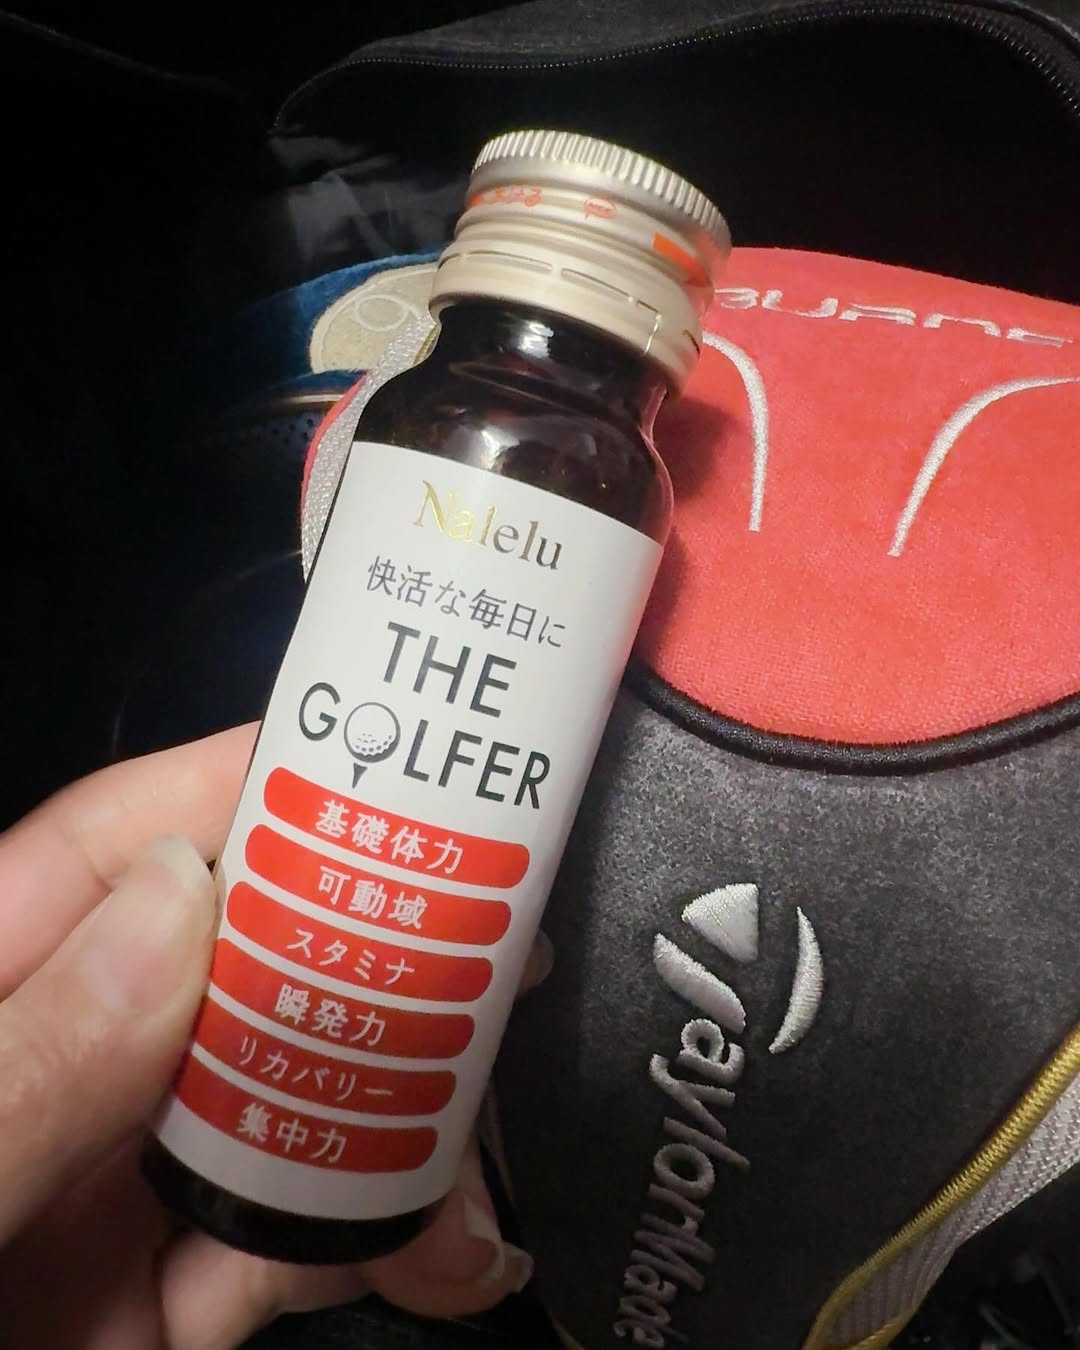 Nalelu
快活な毎日に
THE
GOLFER
基礎体力
可動域
スタミナ
瞬発力
リカバリー
集中力
TaylorMade